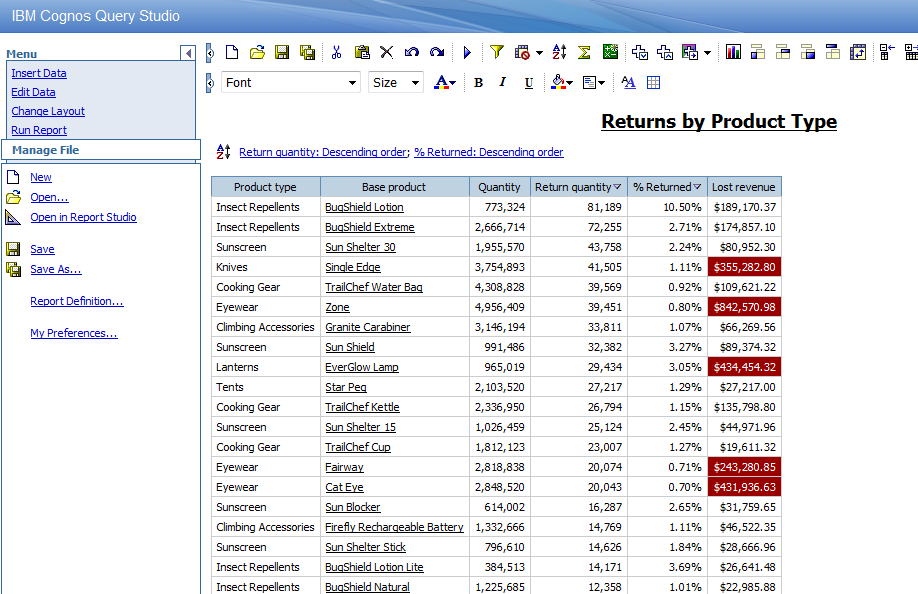 IBM Cognos Query Studio
Menu
Insert Data
Edit Data
Change Layout
Run Report
Manage File
New
Open...
Open in Report Studio
Save
Save As...
Report Definition...
My Preferences...
Font Size A B I U A A
Returns by Product Type
A Z Return quantity: Descending order; % Returned: Descending order
Product type Base product Quantity Return quantity % Returned Lost revenue
Insect Repellents BugShield Lotion 773,324 81,189 10.50% $189,170.37
Insect Repellents BugShield Extreme 2,666,714 72,255 2.71% $174,857.10
Sunscreen Sun Shelter 30 1,955,570 43,758 2.24% $80,952.30
Knives Single Edge 3,754,893 41,505 1.11% $355,282.80
Cooking Gear TrailChef Water Bag 4,308,828 39,569 0.92% $109,621.22
Eyewear Zone 4,956,409 39,451 0.80% $842,570.98
Climbing Accessories Granite Carabiner 3,146,194 33,811 1.07% $66,269.56
Sunscreen Sun Shield 991,486 32,382 3.27% $89,374.32
Lanterns EverGlow Lamp 965,019 29,434 3.05% $434,454.32
Tents Star Peg 2,103,520 27,217 1.29% $27,217.00
Cooking Gear TrailChef Kettle 2,336,950 26,794 1.15% $135,798.80
Sunscreen Sun Shelter 15 1,026,459 25,124 2.45% $44,971.96
Cooking Gear TrailChef Cup 1,812,123 23,007 1.27% $19,611.32
Eyewear Fairway 2,818,838 20,074 0.71% $243,280.85
Eyewear Cat Eye 2,848,520 20,043 0.70% $431,936.63
Sunscreen Sun Blocker 614,002 16,287 2.65% $31,759.65
Climbing Accessories Firefly Rechargeable Battery 1,332,666 14,769 1.11% $46,522.35
Sunscreen Sun Shelter Stick 796,610 14,626 1.84% $28,666.96
Insect Repellents BugShield Lotion Lite 384,513 14,171 3.69% $26,641.48
Insect Repellents BugShield Natural 1,225,685 12,358 1.01% $22,985.88